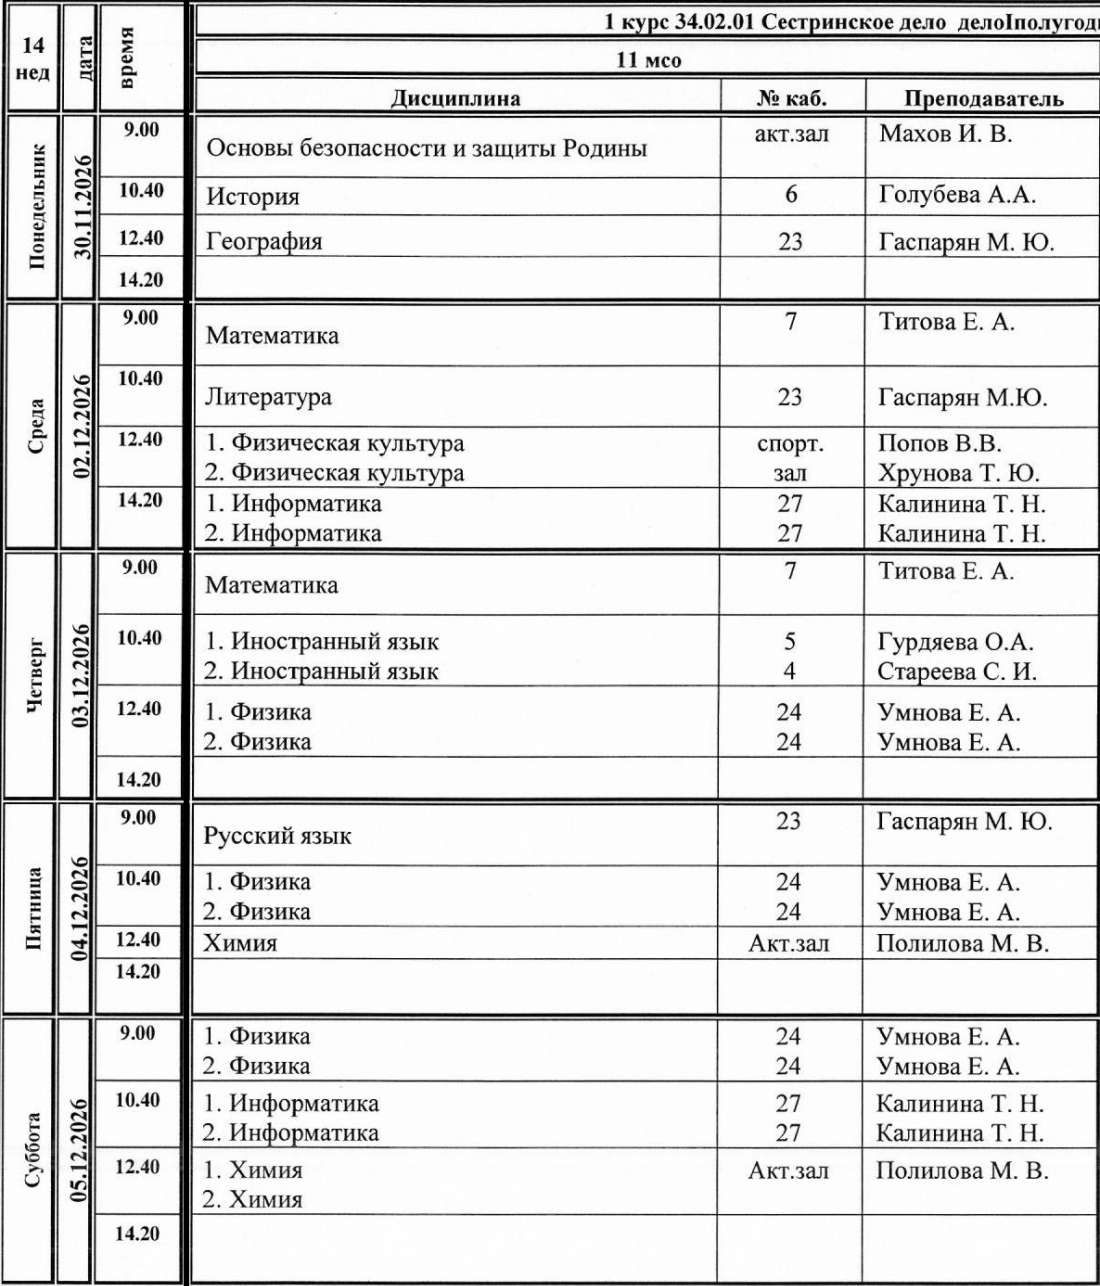 14 нед дата время 1 курс 34.02.01 Сестринское дело делоIполугоди
11 мсо
Дисциплина № каб. Преподаватель
Понедельник 30.11.2026
9.00 Основы безопасности и защиты Родины акт.зал Махов И. В.
10.40 История 6 Голубева А.А.
12.40 География 23 Гаспарян М. Ю.
14.20
Среда 02.12.2026
9.00 Математика 7 Титова Е. А.
10.40 Литература 23 Гаспарян М.Ю.
12.40 1. Физическая культура спорт. Попов В.В.
2. Физическая культура зал Хрунова Т. Ю.
14.20 1. Информатика 27 Калинина Т. Н.
2. Информатика 27 Калинина Т. Н.
Четверг 03.12.2026
9.00 Математика 7 Титова Е. А.
10.40 1. Иностранный язык 5 Гурдяева О.А.
2. Иностранный язык 4 Стареева С. И.
12.40 1. Физика 24 Умнова Е. А.
2. Физика 24 Умнова Е. А.
14.20
Пятница 04.12.2026
9.00 Русский язык 23 Гаспарян М. Ю.
10.40 1. Физика 24 Умнова Е. А.
2. Физика 24 Умнова Е. А.
12.40 Химия Акт.зал Полилова М. В.
14.20
Суббота 05.12.2026
9.00 1. Физика 24 Умнова Е. А.
2. Физика 24 Умнова Е. А.
10.40 1. Информатика 27 Калинина Т. Н.
2. Информатика 27 Калинина Т. Н.
12.40 1. Химия Акт.зал Полилова М. В.
2. Химия
14.20